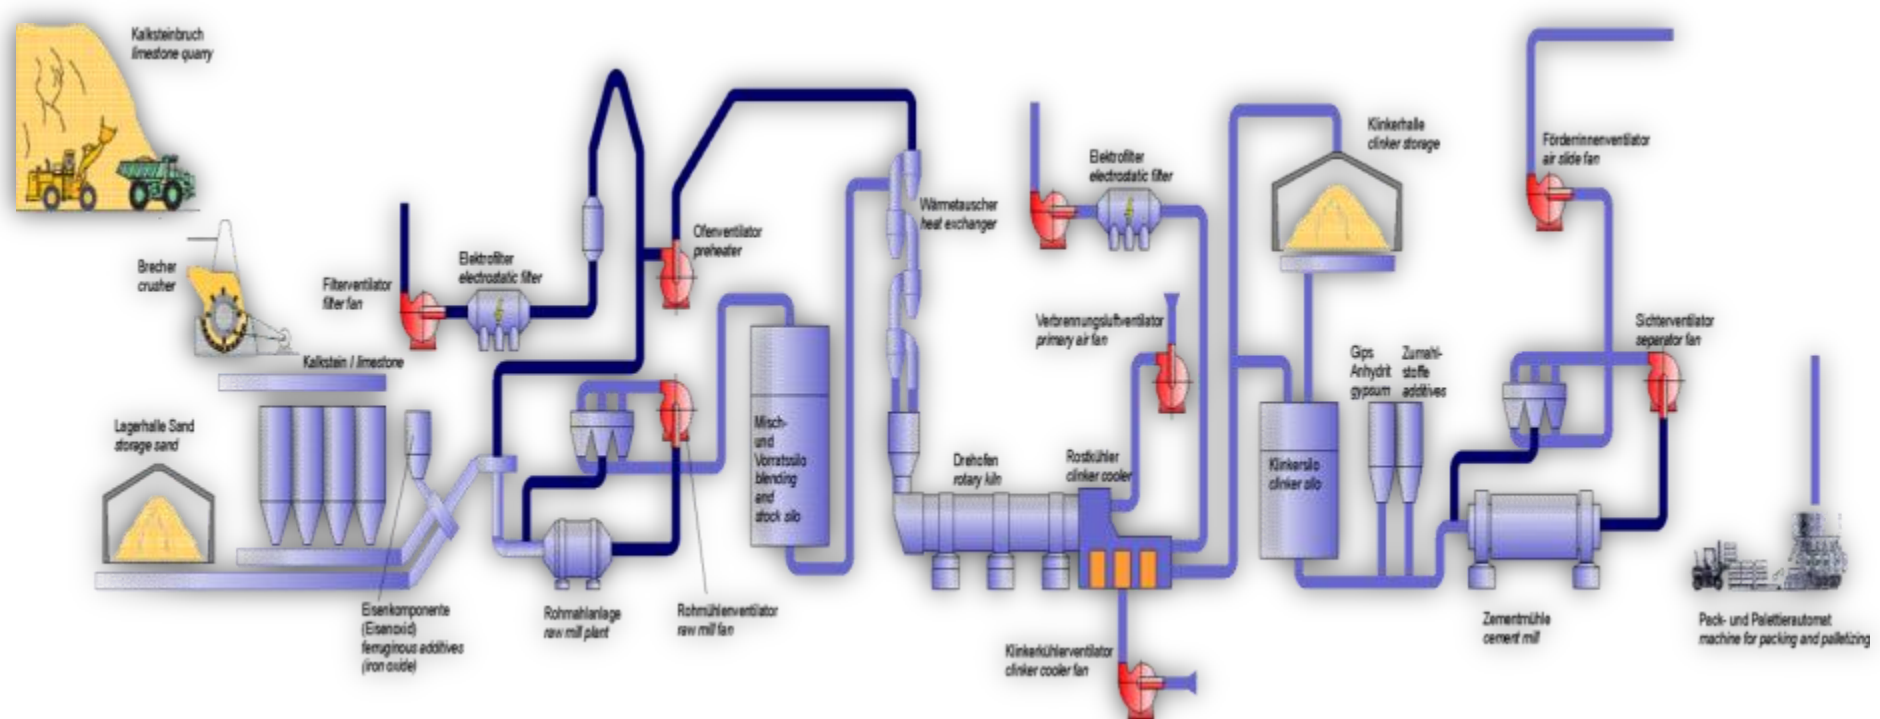 Kalksteinbruch
limestone quarry
Brecher
crusher
Kalkstein / limestone
Lagerhalle Sand
storage sand
Filterventilator
filter fan
Elektrofilter
electrostatic filter
Ofenventilator
preheater
Eisenkomponente
(Eisenoxid)
ferruginous additives
(iron oxide)
Rohmahlanlage
raw mill plant
Rohmühlenventilator
raw mill fan
Misch-
und
Vorratssilo
blending
and
stock silo
Wärmetauscher
heat exchanger
Drehofen
rotary kiln
Rostkühler
clinker cooler
Elektrofilter
electrostatic filter
Verbrennungsluftventilator
primary air fan
Klinkerkühlerventilator
clinker cooler fan
Klinkerhalle
clinker storage
Klinkersilo
clinker silo
Gips
Anhydrit
gypsum
Zumahl-
stoffe
additives
Förderrinnenventilator
air slide fan
Sichterventilator
separator fan
Zementmühle
cement mill
Pack- und Palettierautomat
machine for packing and palletizing